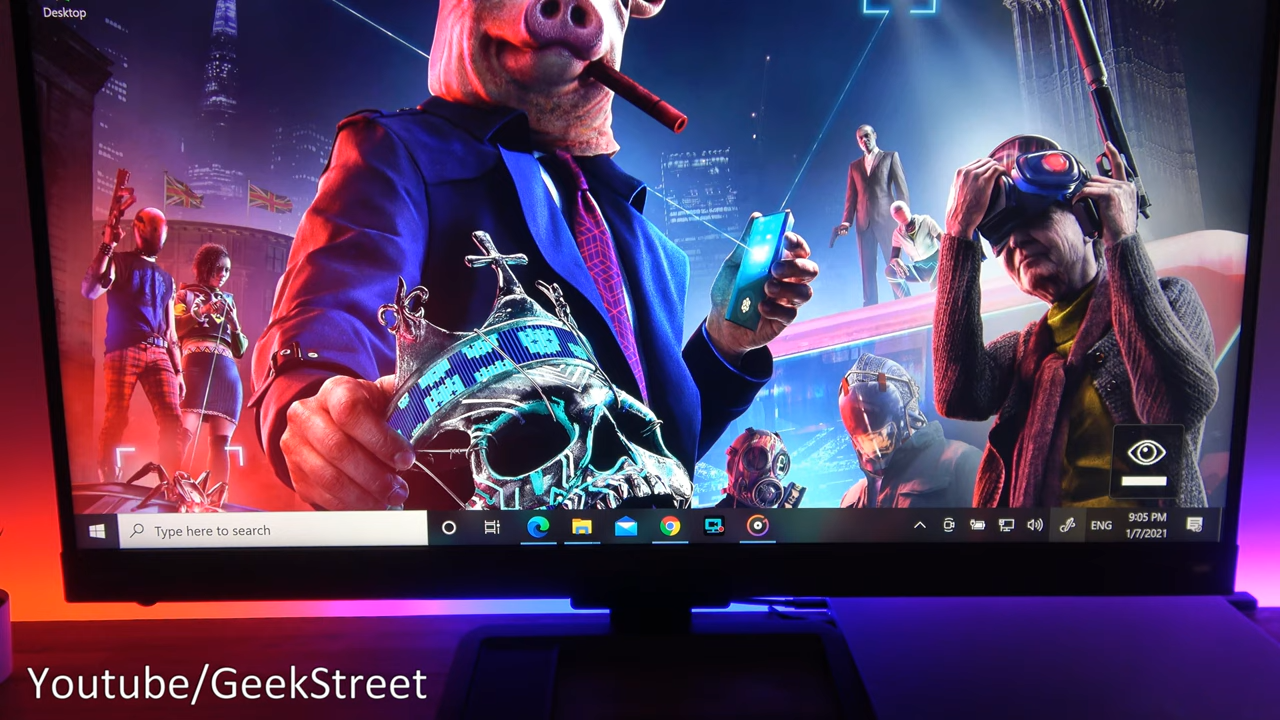 Desktop
Type here to search
ENG
9:05 PM
1/7/2021
Youtube/GeekStreet